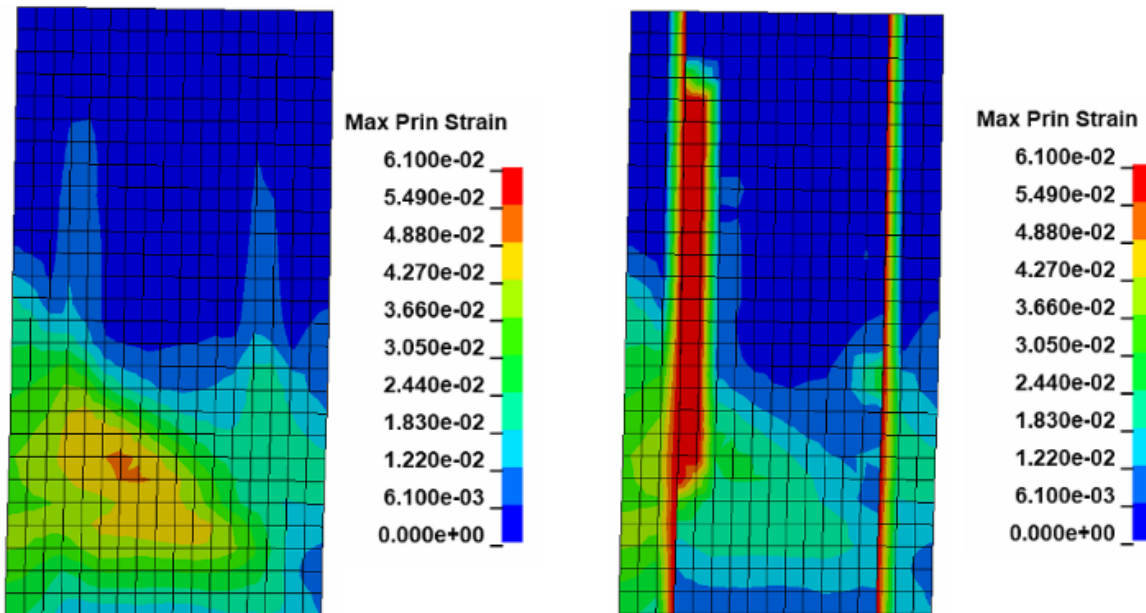 Max Prin Strain
6.100e-02
5.490e-02
4.880e-02
4.270e-02
3.660e-02
3.050e-02
2.440e-02
1.830e-02
1.220e-02
6.100e-03
0.000e+00
Max Prin Strain
6.100e-02
5.490e-02
4.880e-02
4.270e-02
3.660e-02
3.050e-02
2.440e-02
1.830e-02
1.220e-02
6.100e-03
0.000e+00